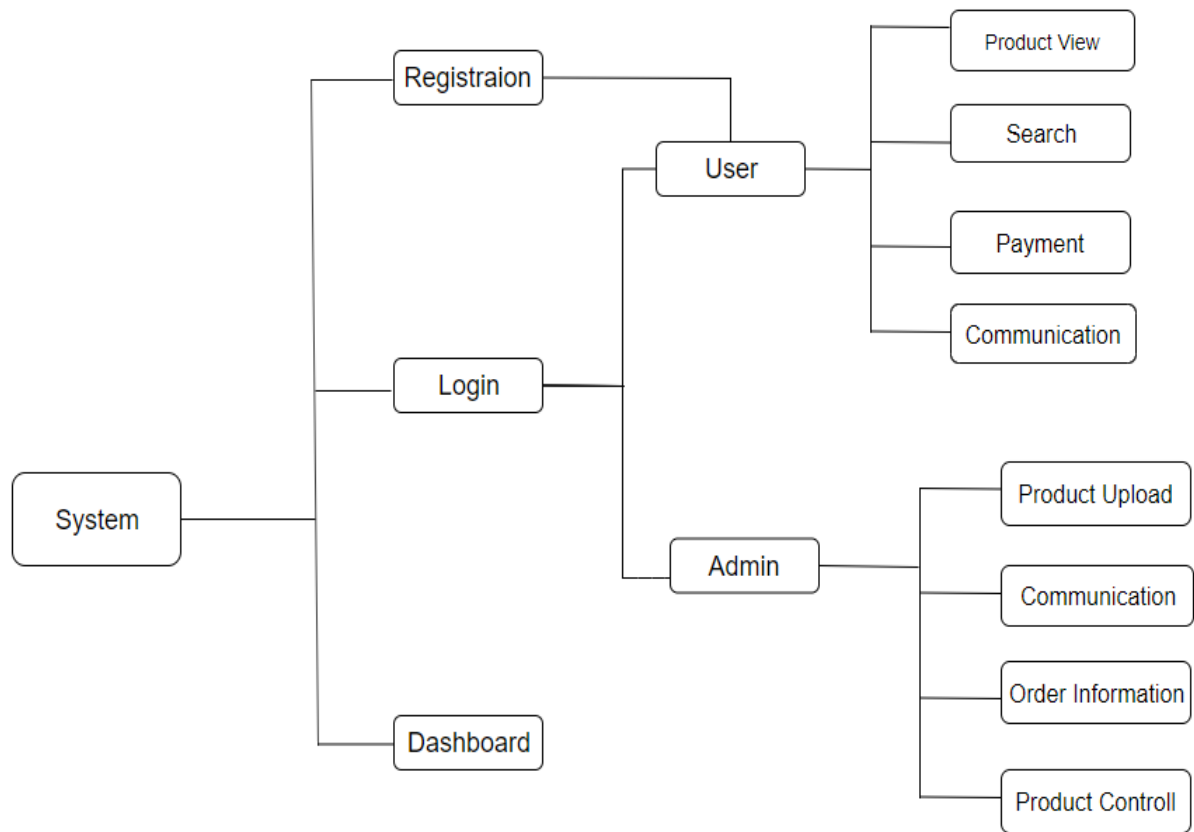 Product View
Registraion
Search
User
Payment
Communication
Login
Product Upload
System
Admin
Communication
Order Information
Dashboard
Product Controll